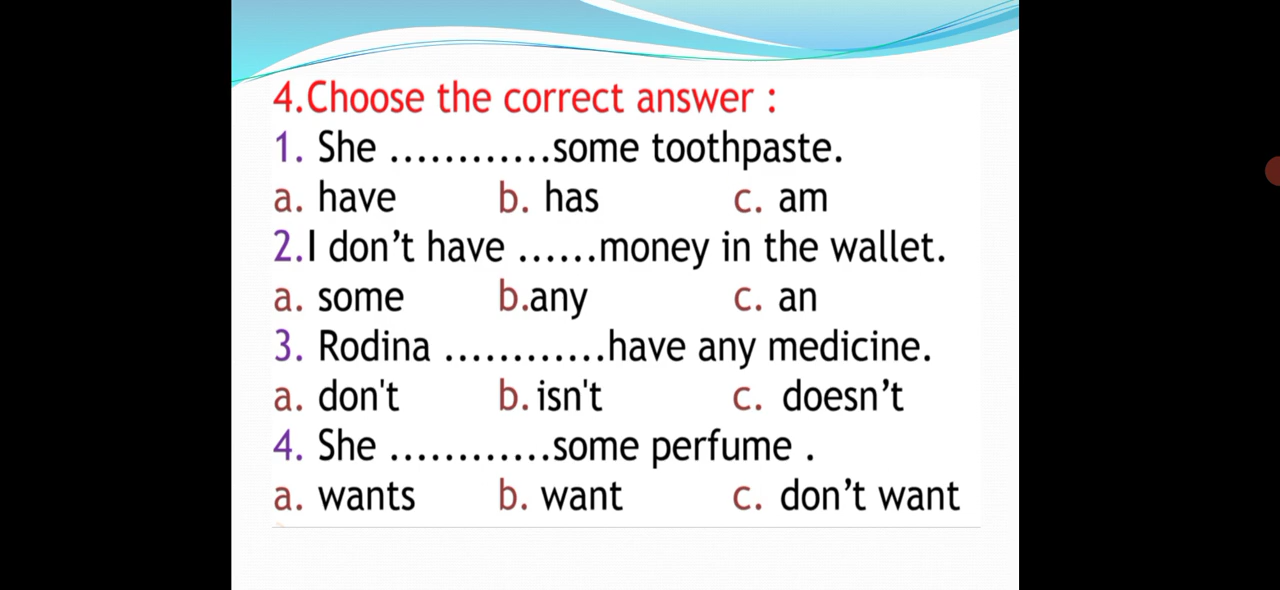 4.Choose the correct answer :
1. She ............some toothpaste.
a. have b. has c. am
2.I don’t have ......money in the wallet.
a. some b.any c. an
3. Rodina ............have any medicine.
a. don't b. isn't c. doesn’t
4. She ............some perfume .
a. wants b. want c. don’t want